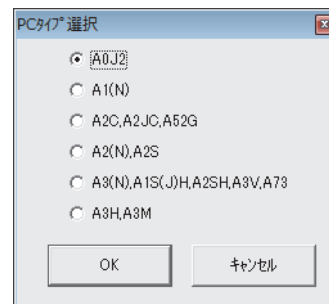 PCﾀｲﾌﾟ選択
A0J2
A1(N)
A2C,A2JC,A52G
A2(N),A2S
A3(N),A1S(J)H,A2SH,A3V,A73
A3H,A3M
OK
ｷｬﾝｾﾙ